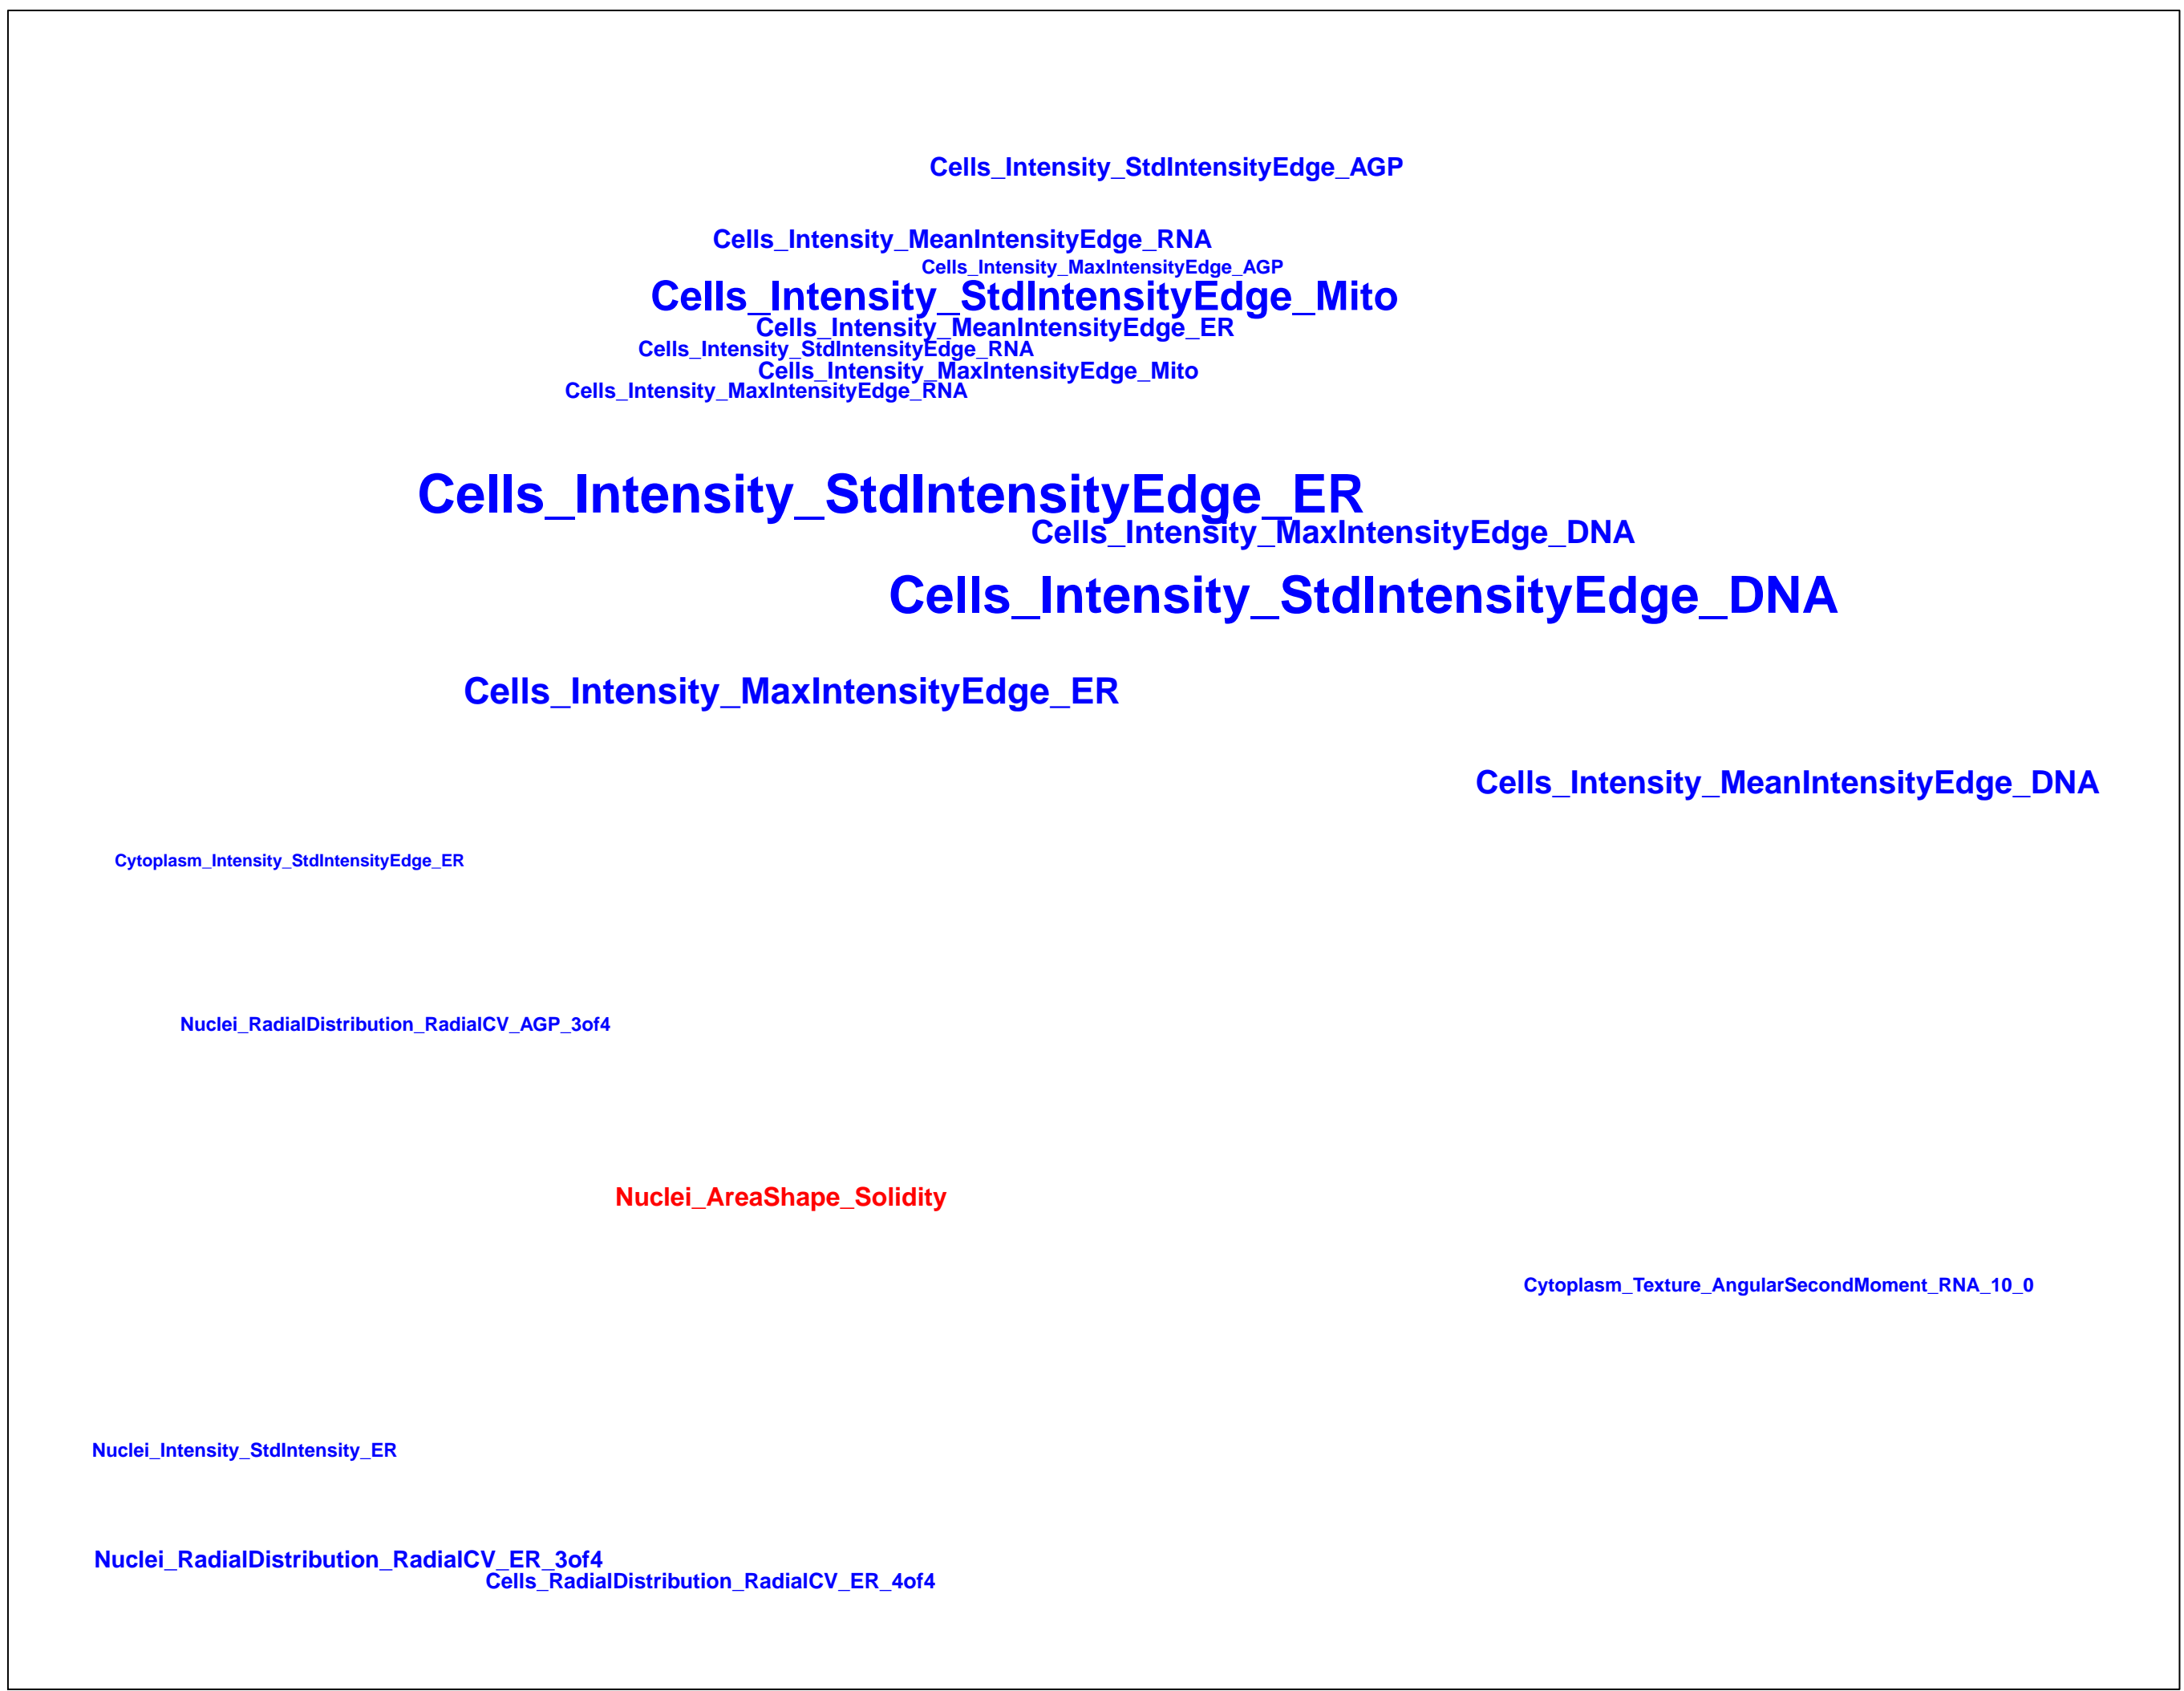 Cells_Intensity_StdIntensityEdge_AGP
Cells_Intensity_MeanIntensityEdge_RNA
Cells_Intensity_MaxIntensityEdge_AGP
Cells_Intensity_StdIntensityEdge_Mito
Cells_Intensity_MeanIntensityEdge_ER
Cells_Intensity_StdIntensityEdge_RNA
Cells_Intensity_MaxIntensityEdge_Mito
Cells_Intensity_MaxIntensityEdge_RNA
Cells_Intensity_StdIntensityEdge_ER
Cells_Intensity_MaxIntensityEdge_DNA
Cells_Intensity_StdIntensityEdge_DNA
Cells_Intensity_MaxIntensityEdge_ER
Cells_Intensity_MeanIntensityEdge_DNA
Cytoplasm_Intensity_StdIntensityEdge_ER
Nuclei_RadialDistribution_RadialCV_AGP_3of4
Nuclei_AreaShape_Solidity
Cytoplasm_Texture_AngularSecondMoment_RNA_10_0
Nuclei_Intensity_StdIntensity_ER
Nuclei_RadialDistribution_RadialCV_ER_3of4
Cells_RadialDistribution_RadialCV_ER_4of4